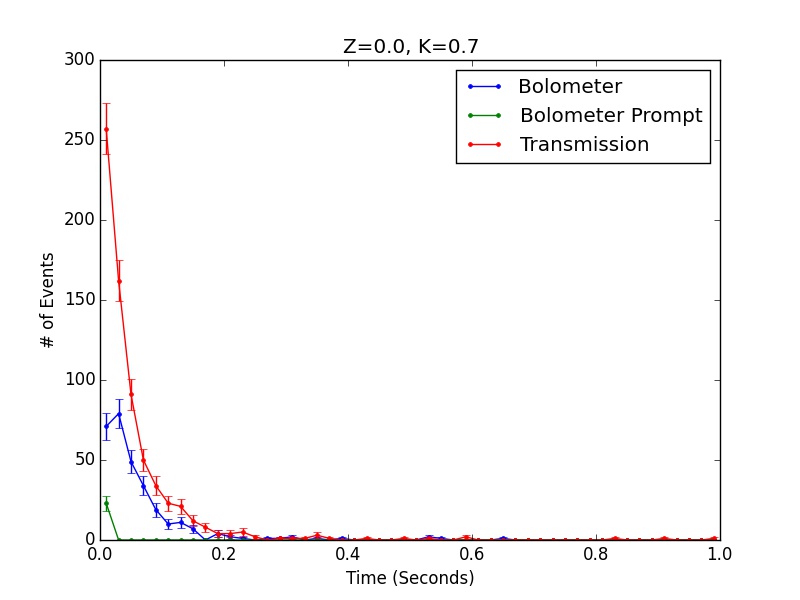 Z=0.0, K=0.7
300
250
200
150
100
50
0
# of Events
Bolometer
Bolometer Prompt
Transmission
0.0 0.2 0.4 0.6 0.8 1.0
Time (Seconds)